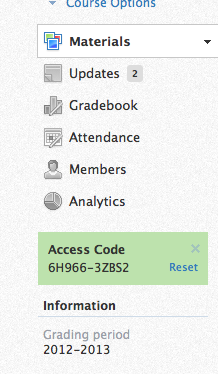 Course Options
Materials
Updates 2
Gradebook
Attendance
Members
Analytics
Access Code
6H966-3ZBS2 Reset
Information
Grading period
2012-2013